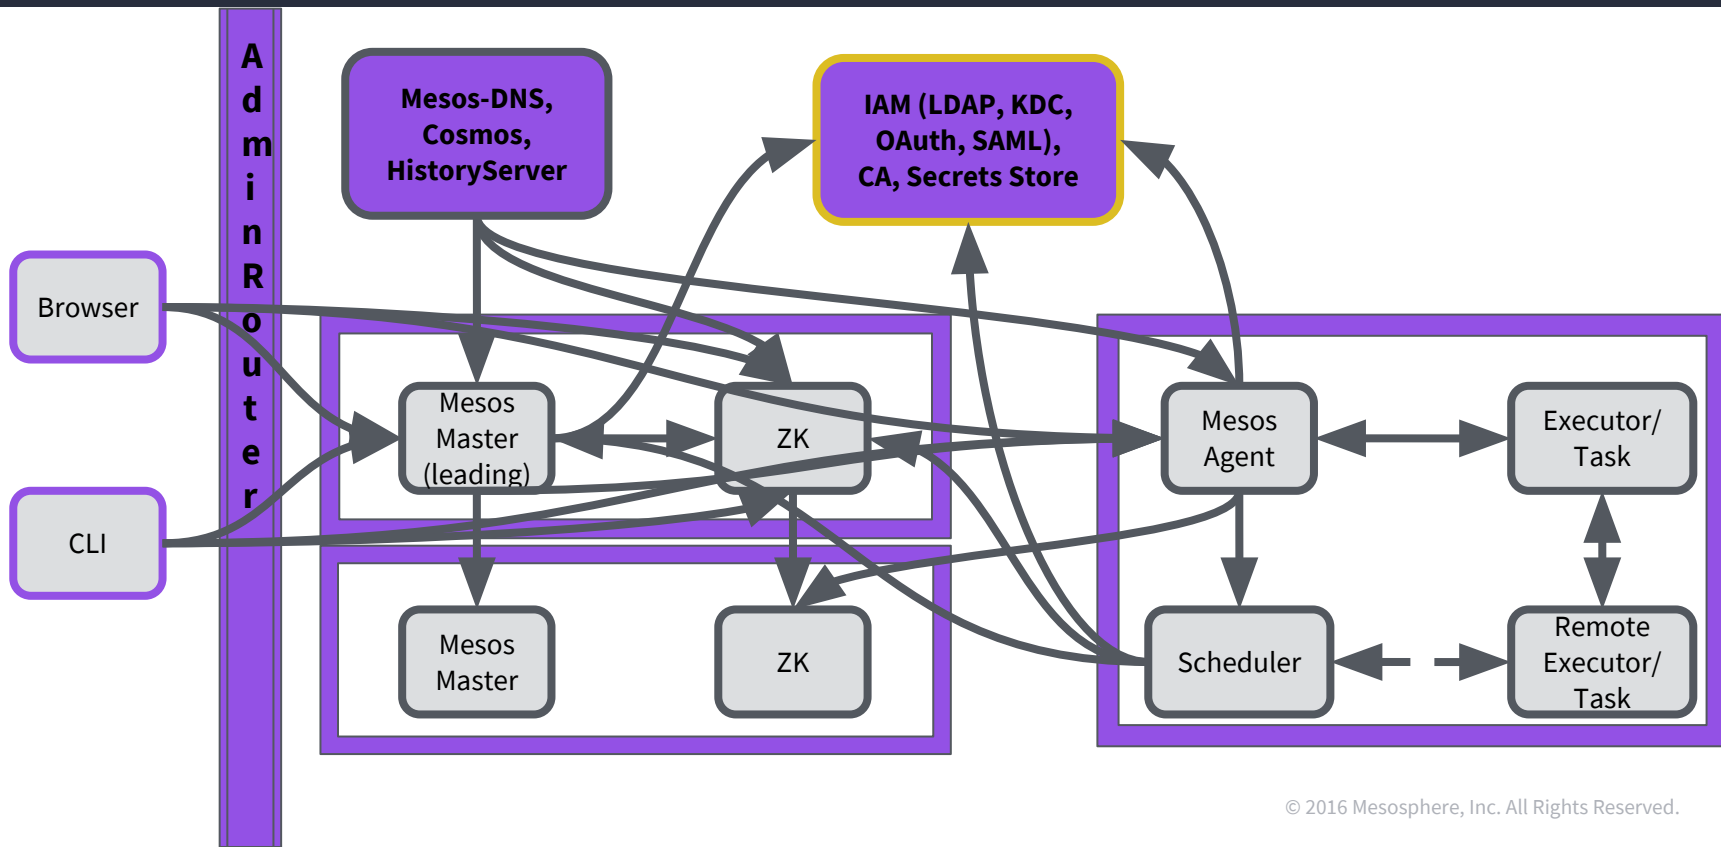 AdminRouter
Mesos-DNS,
Cosmos,
HistoryServer
IAM (LDAP, KDC,
OAuth, SAML),
CA, Secrets Store
Browser
CLI
Mesos
Master
(leading)
ZK
Mesos
Agent
Executor/
Task
Mesos
Master
ZK
Scheduler
Remote
Executor/
Task
© 2016 Mesosphere, Inc. All Rights Reserved.